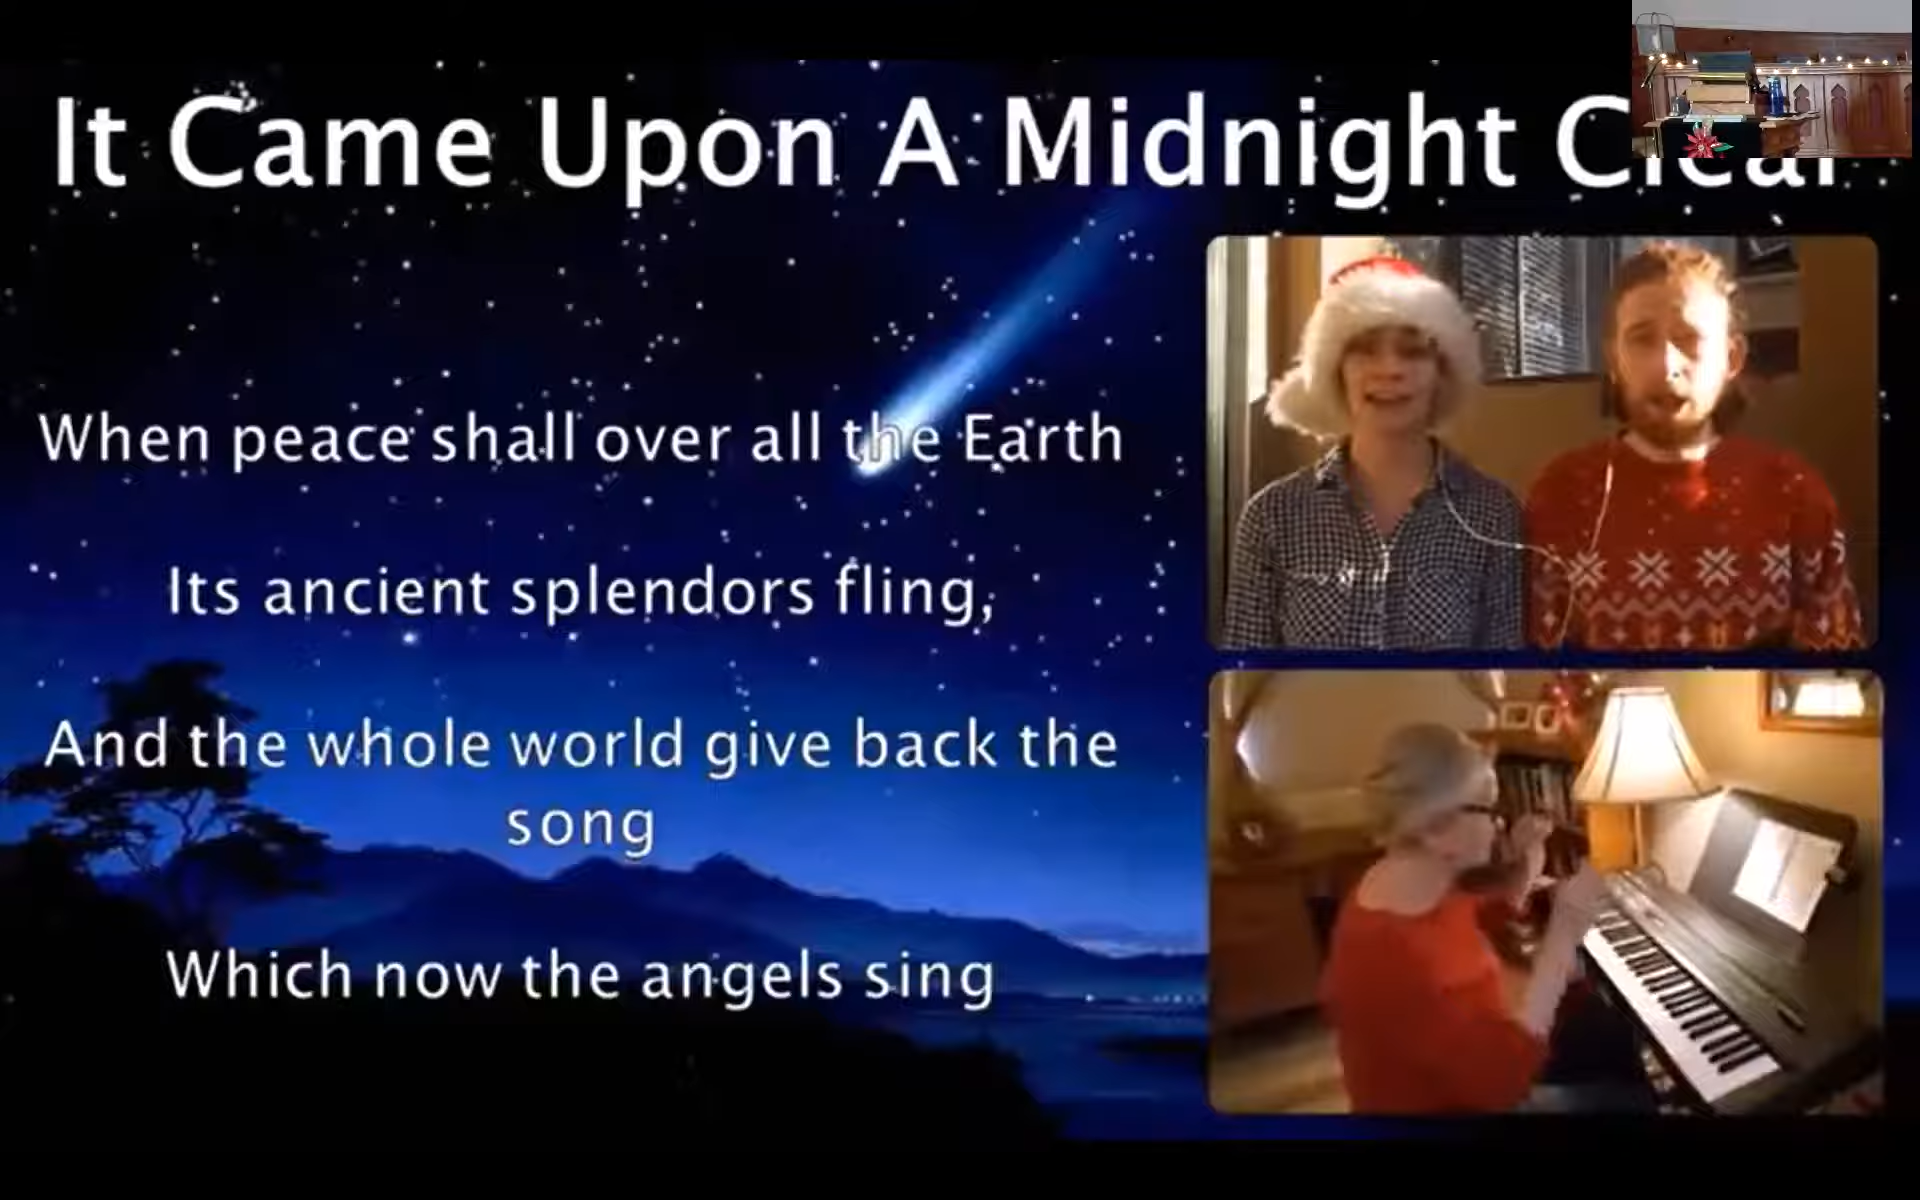 It Came Upon A Midnight Clear
When peace shall over all the Earth
Its ancient splendors fling,
And the whole world give back the
song
Which now the angels sing